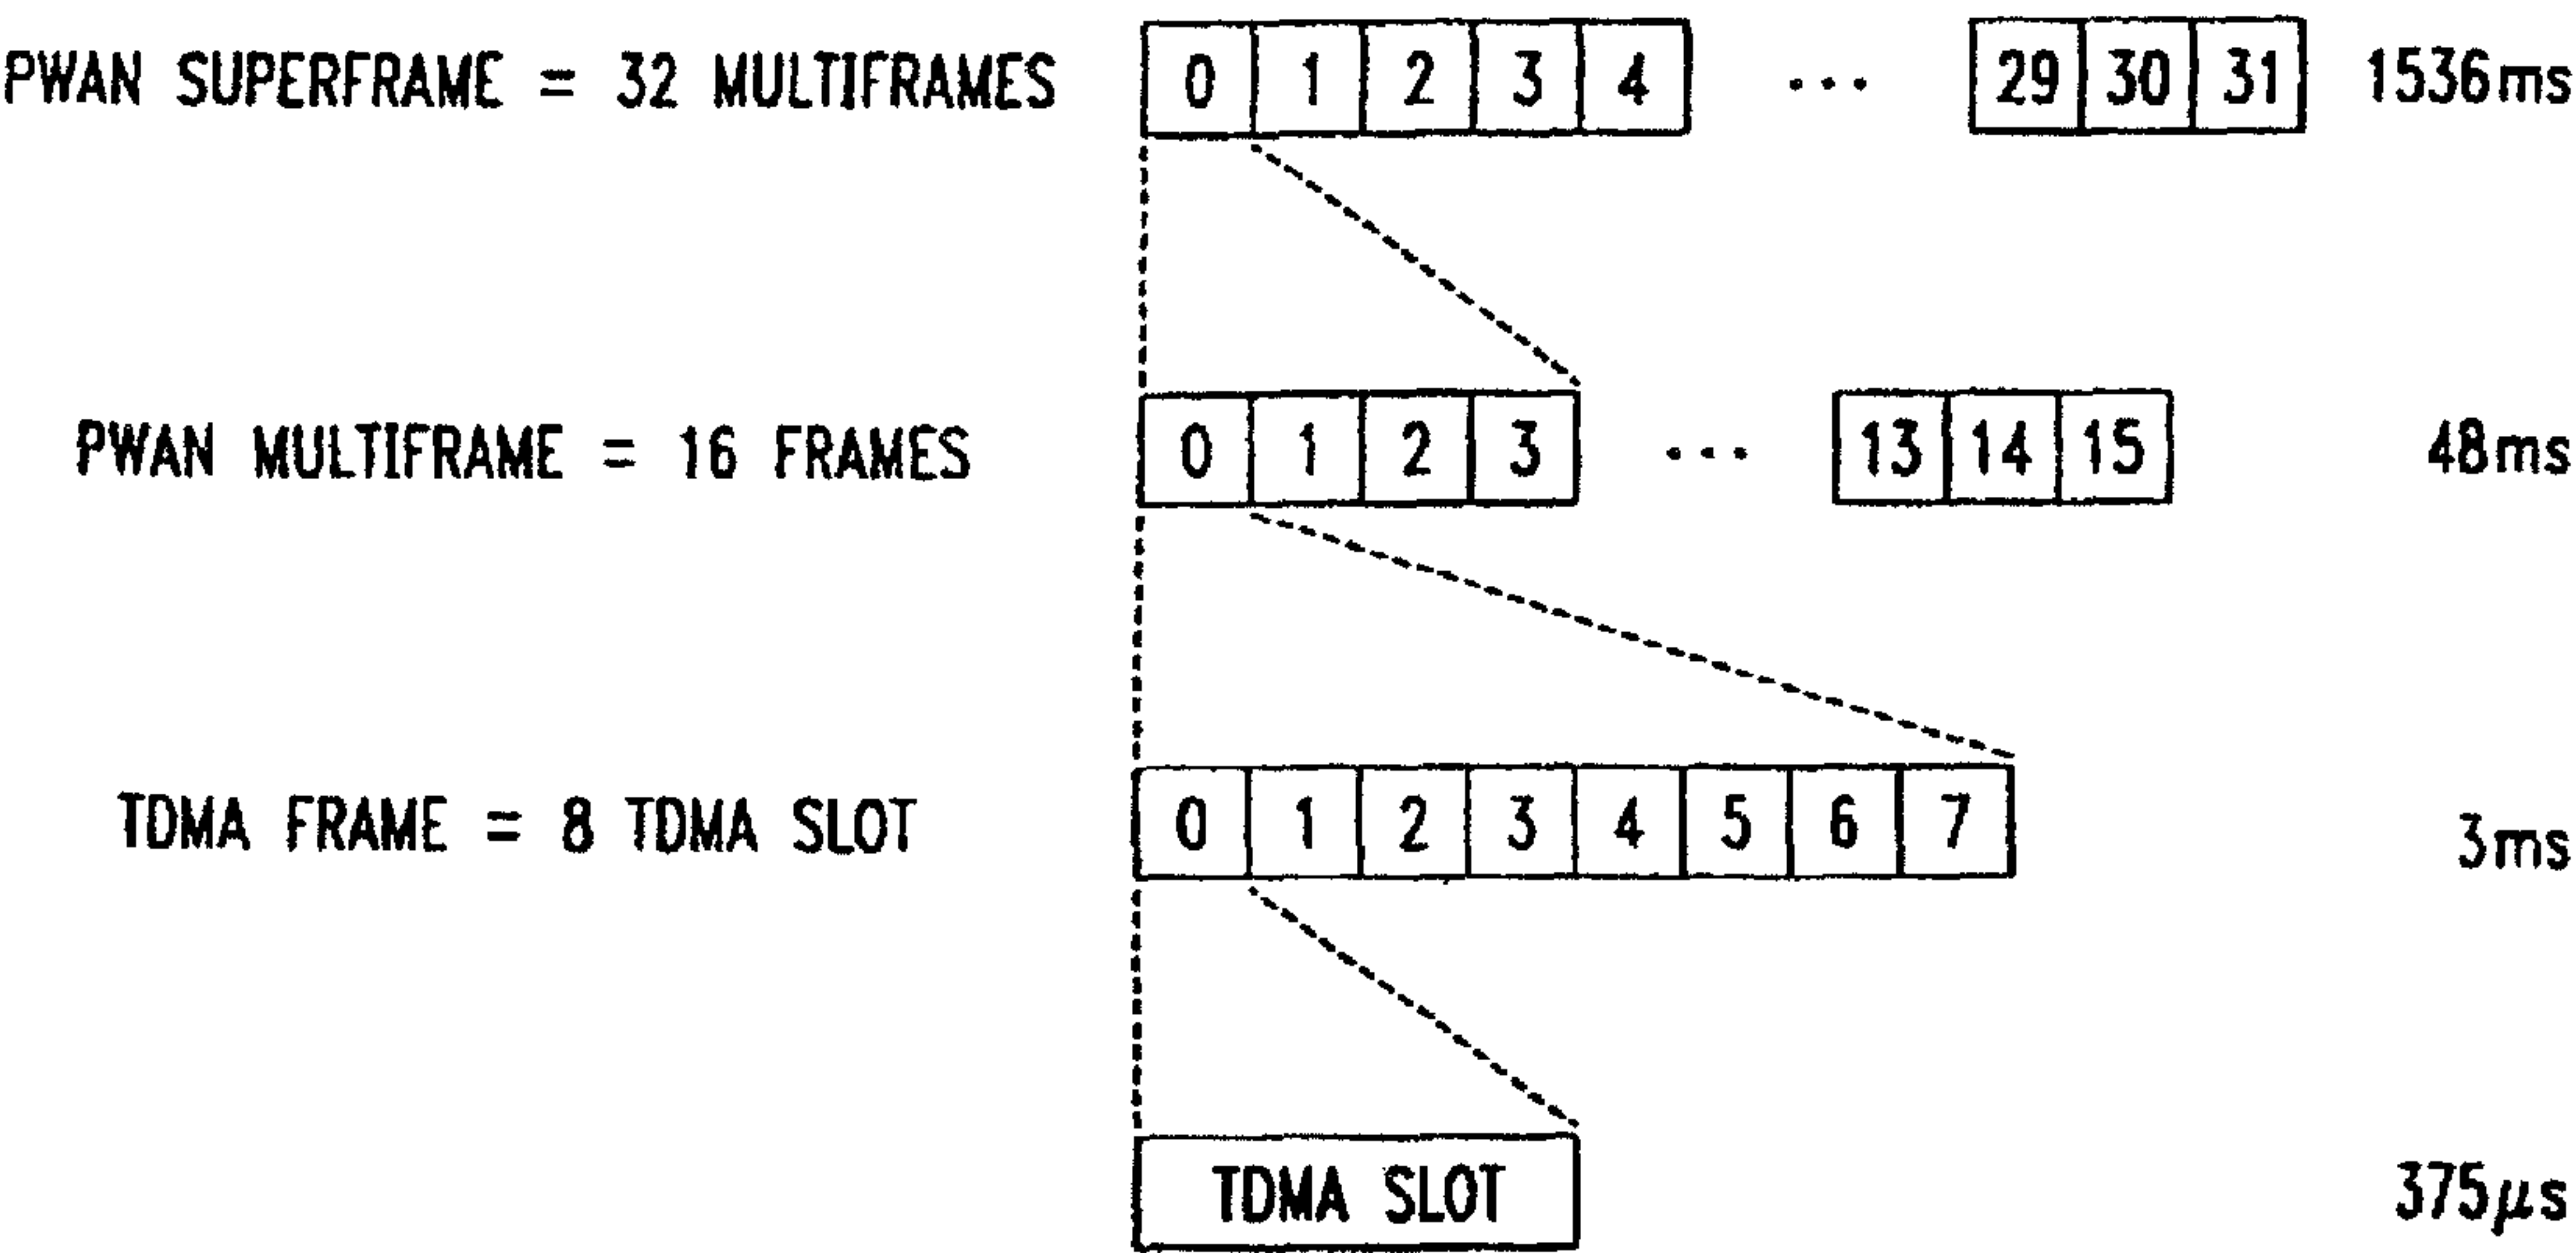 PWAN SUPERFRAME = 32 MULTIFRAMES 0 1 2 3 4 ... 29 30 31 1536ms
PWAN MULTIFRAME = 16 FRAMES 0 1 2 3 ... 13 14 15 48ms
TDMA FRAME = 8 TDMA SLOT 0 1 2 3 4 5 6 7 3ms
TDMA SLOT 375μs